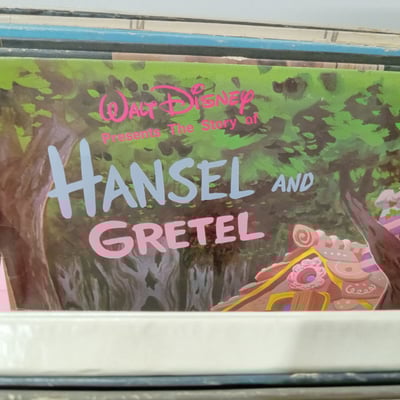 WALT DISNEY
Presents The Story of
HANSEL AND
GRETEL